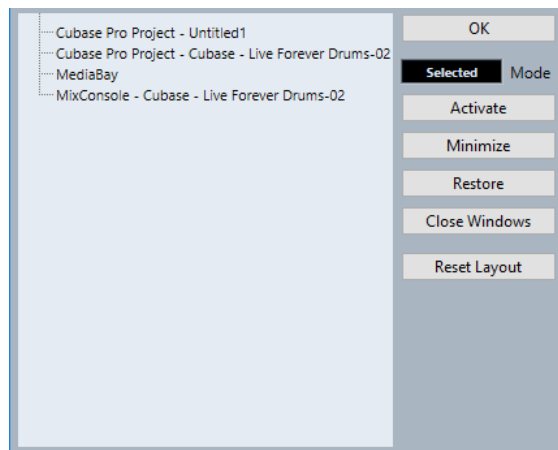 Cubase Pro Project - Untitled1
Cubase Pro Project - Cubase - Live Forever Drums-02
MediaBay
MixConsole - Cubase - Live Forever Drums-02
OK
Selected Mode
Activate
Minimize
Restore
Close Windows
Reset Layout